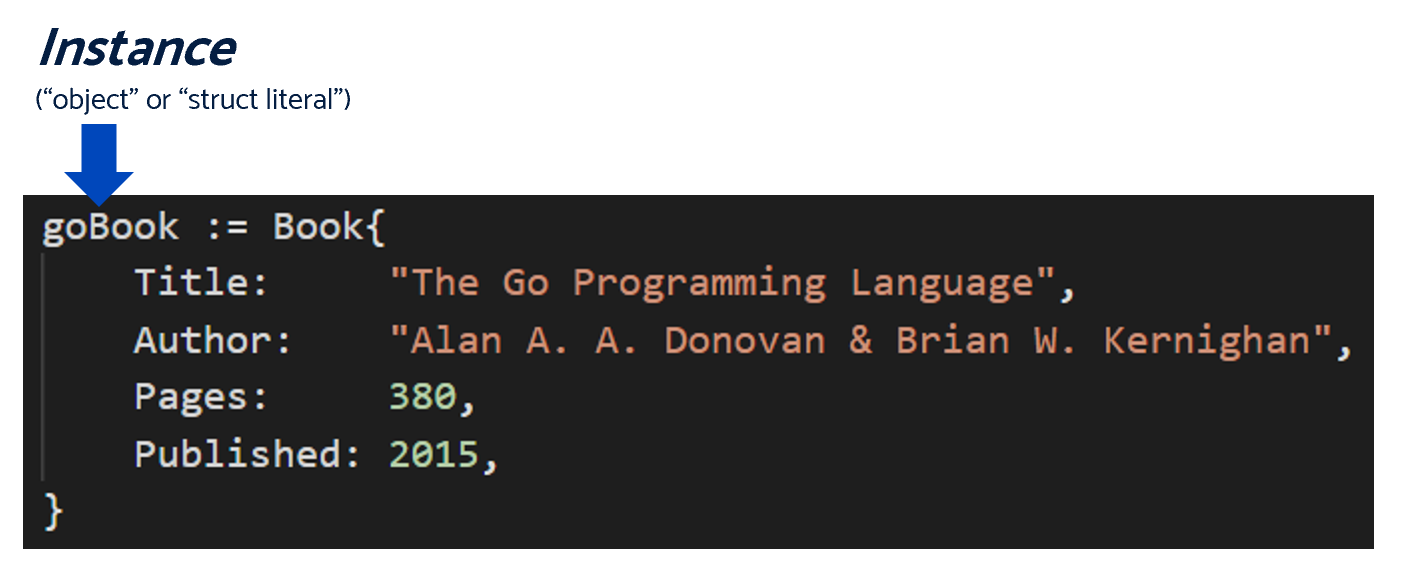 Instance
(“object” or “struct literal”)
goBook := Book{
    Title:     "The Go Programming Language",
    Author:    "Alan A. A. Donovan & Brian W. Kernighan",
    Pages:     380,
    Published: 2015,
}